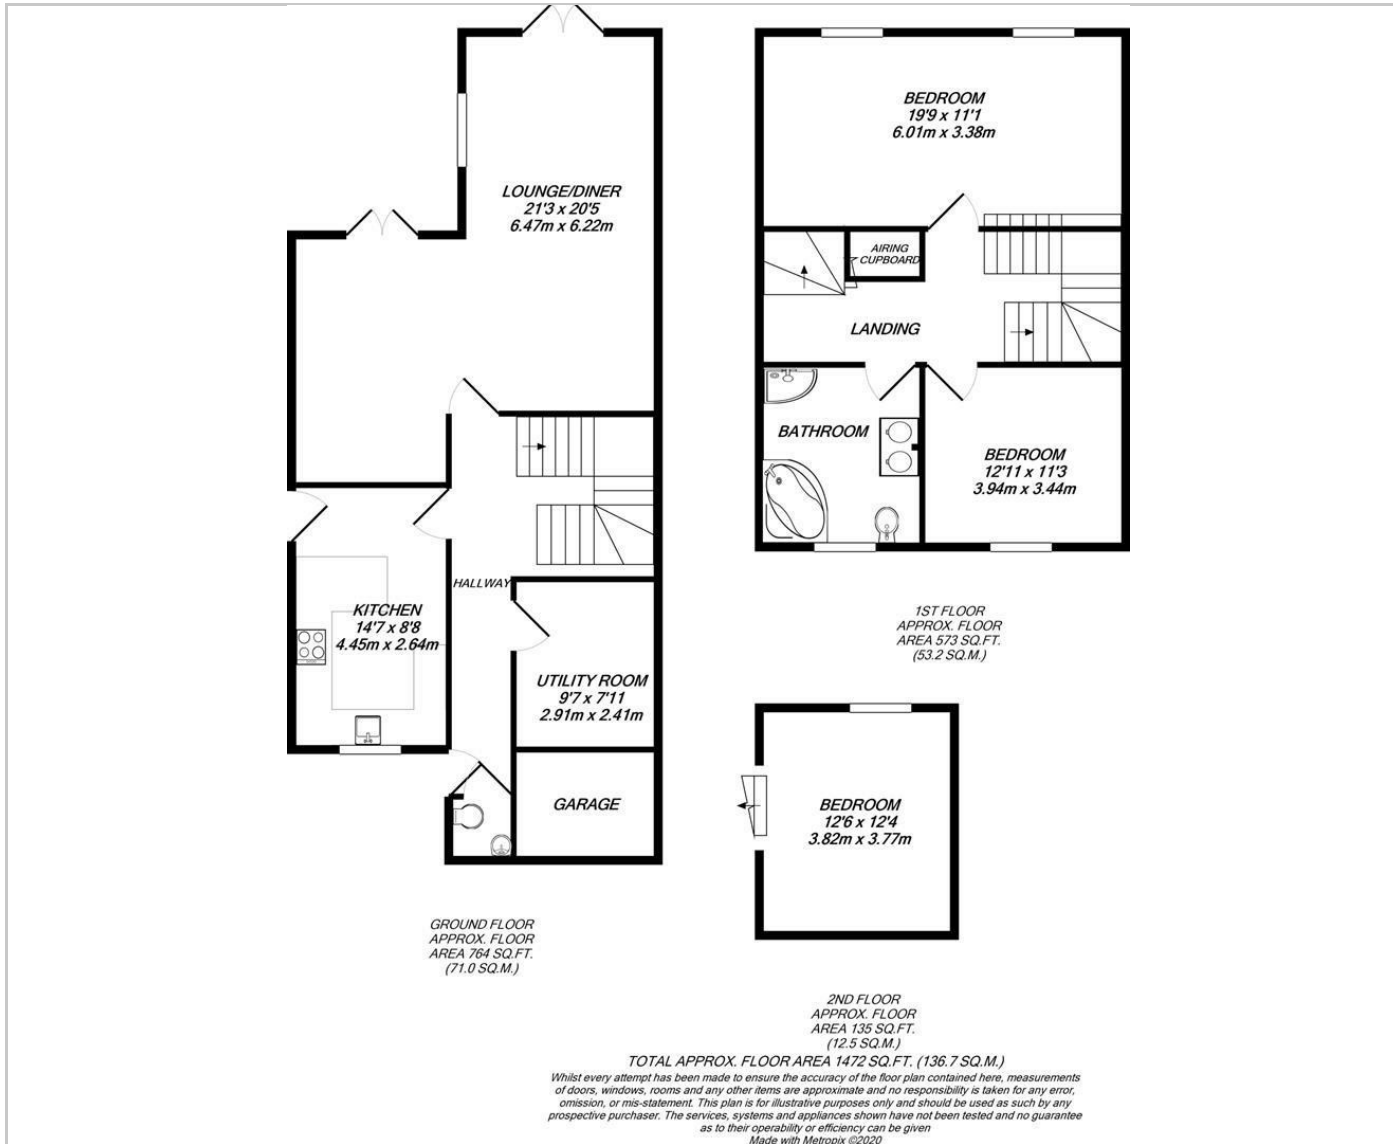 LOUNGE/DINER
21'3 x 20'5
6.47m x 6.22m
KITCHEN
14'7 x 8'8
4.45m x 2.64m
HALLWAY
UTILITY ROOM
9'7 x 7'11
2.91m x 2.41m
GARAGE
GROUND FLOOR
APPROX. FLOOR
AREA 764 SQ.FT.
(71.0 SQ.M.)
BEDROOM
19'9 x 11'1
6.01m x 3.38m
AIRING
CUPBOARD
LANDING
BATHROOM
BEDROOM
12'11 x 11'3
3.94m x 3.44m
1ST FLOOR
APPROX. FLOOR
AREA 573 SQ.FT.
(53.2 SQ.M.)
BEDROOM
12'6 x 12'4
3.82m x 3.77m
2ND FLOOR
APPROX. FLOOR
AREA 135 SQ.FT.
(12.5 SQ.M.)
TOTAL APPROX. FLOOR AREA 1472 SQ.FT. (136.7 SQ.M.)
Whilst every attempt has been made to ensure the accuracy of the floor plan contained here, measurements
of doors, windows, rooms and any other items are approximate and no responsibility is taken for any error,
omission, or mis-statement. This plan is for illustrative purposes only and should be used as such by any
prospective purchaser. The services, systems and appliances shown have not been tested and no guarantee
as to their operability or efficiency can be given
Made with Metropix ©2020